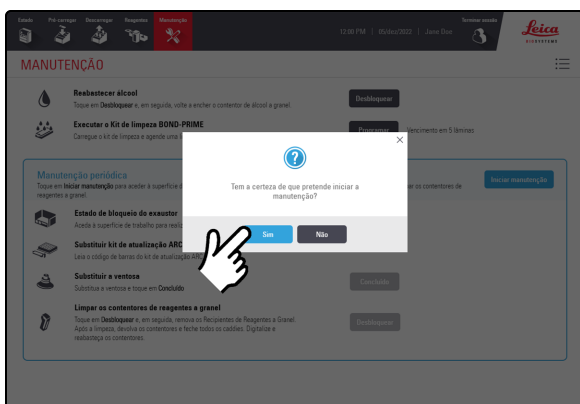 Estado
Pré-carregar
Descarregar
Reagentes
Manutenção
12:00 PM | 05/dez/2022 | Jane Doe
Terminar sessão
Leica
BIOSYSTEMS
MANUTENÇÃO
Reabastecer álcool
Toque em Desbloquear e, em seguida, volte a encher o contentor de álcool a granel.
Desbloquear
Executar o Kit de limpeza BOND-PRIME
Carregue o kit de limpeza e agende uma l
Programar
Vencimento em 5 lâminas
Tem a certeza de que pretende iniciar a
manutenção?
Sim
Não
Manutenção periódica
Toque em Iniciar manutenção para aceder à superfície d
ar os contentores de
reagentes a granel.
Iniciar manutenção
Estado de bloqueio do exaustor
Aceda à superfície de trabalho para realiz
Substituir kit de atualização ARC
Leia o código de barras do kit de atualização ARC
Substituir a ventosa
Substitua a ventosa e toque em Concluído
Concluído
Limpar os contentores de reagentes a granel
Toque em Desbloquear e, em seguida, remova os Recipientes de Reagentes a Granel.
Após a limpeza, devolva os contentores e feche todos os caddies. Digitalize e
reabasteça os contentores
Desbloquear